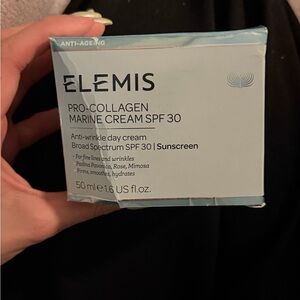 ANTI-AGEING
ELEMIS
PRO-COLLAGEN
MARINE CREAM SPF 30
Anti-wrinkle day cream
Broad Spectrum SPF 30 | Sunscreen
For fine lines and wrinkles
Padina Pavonica, Rose, Mimosa
Firms, smoothes, hydrates
50 ml ℮ 1.6 US fl.oz.